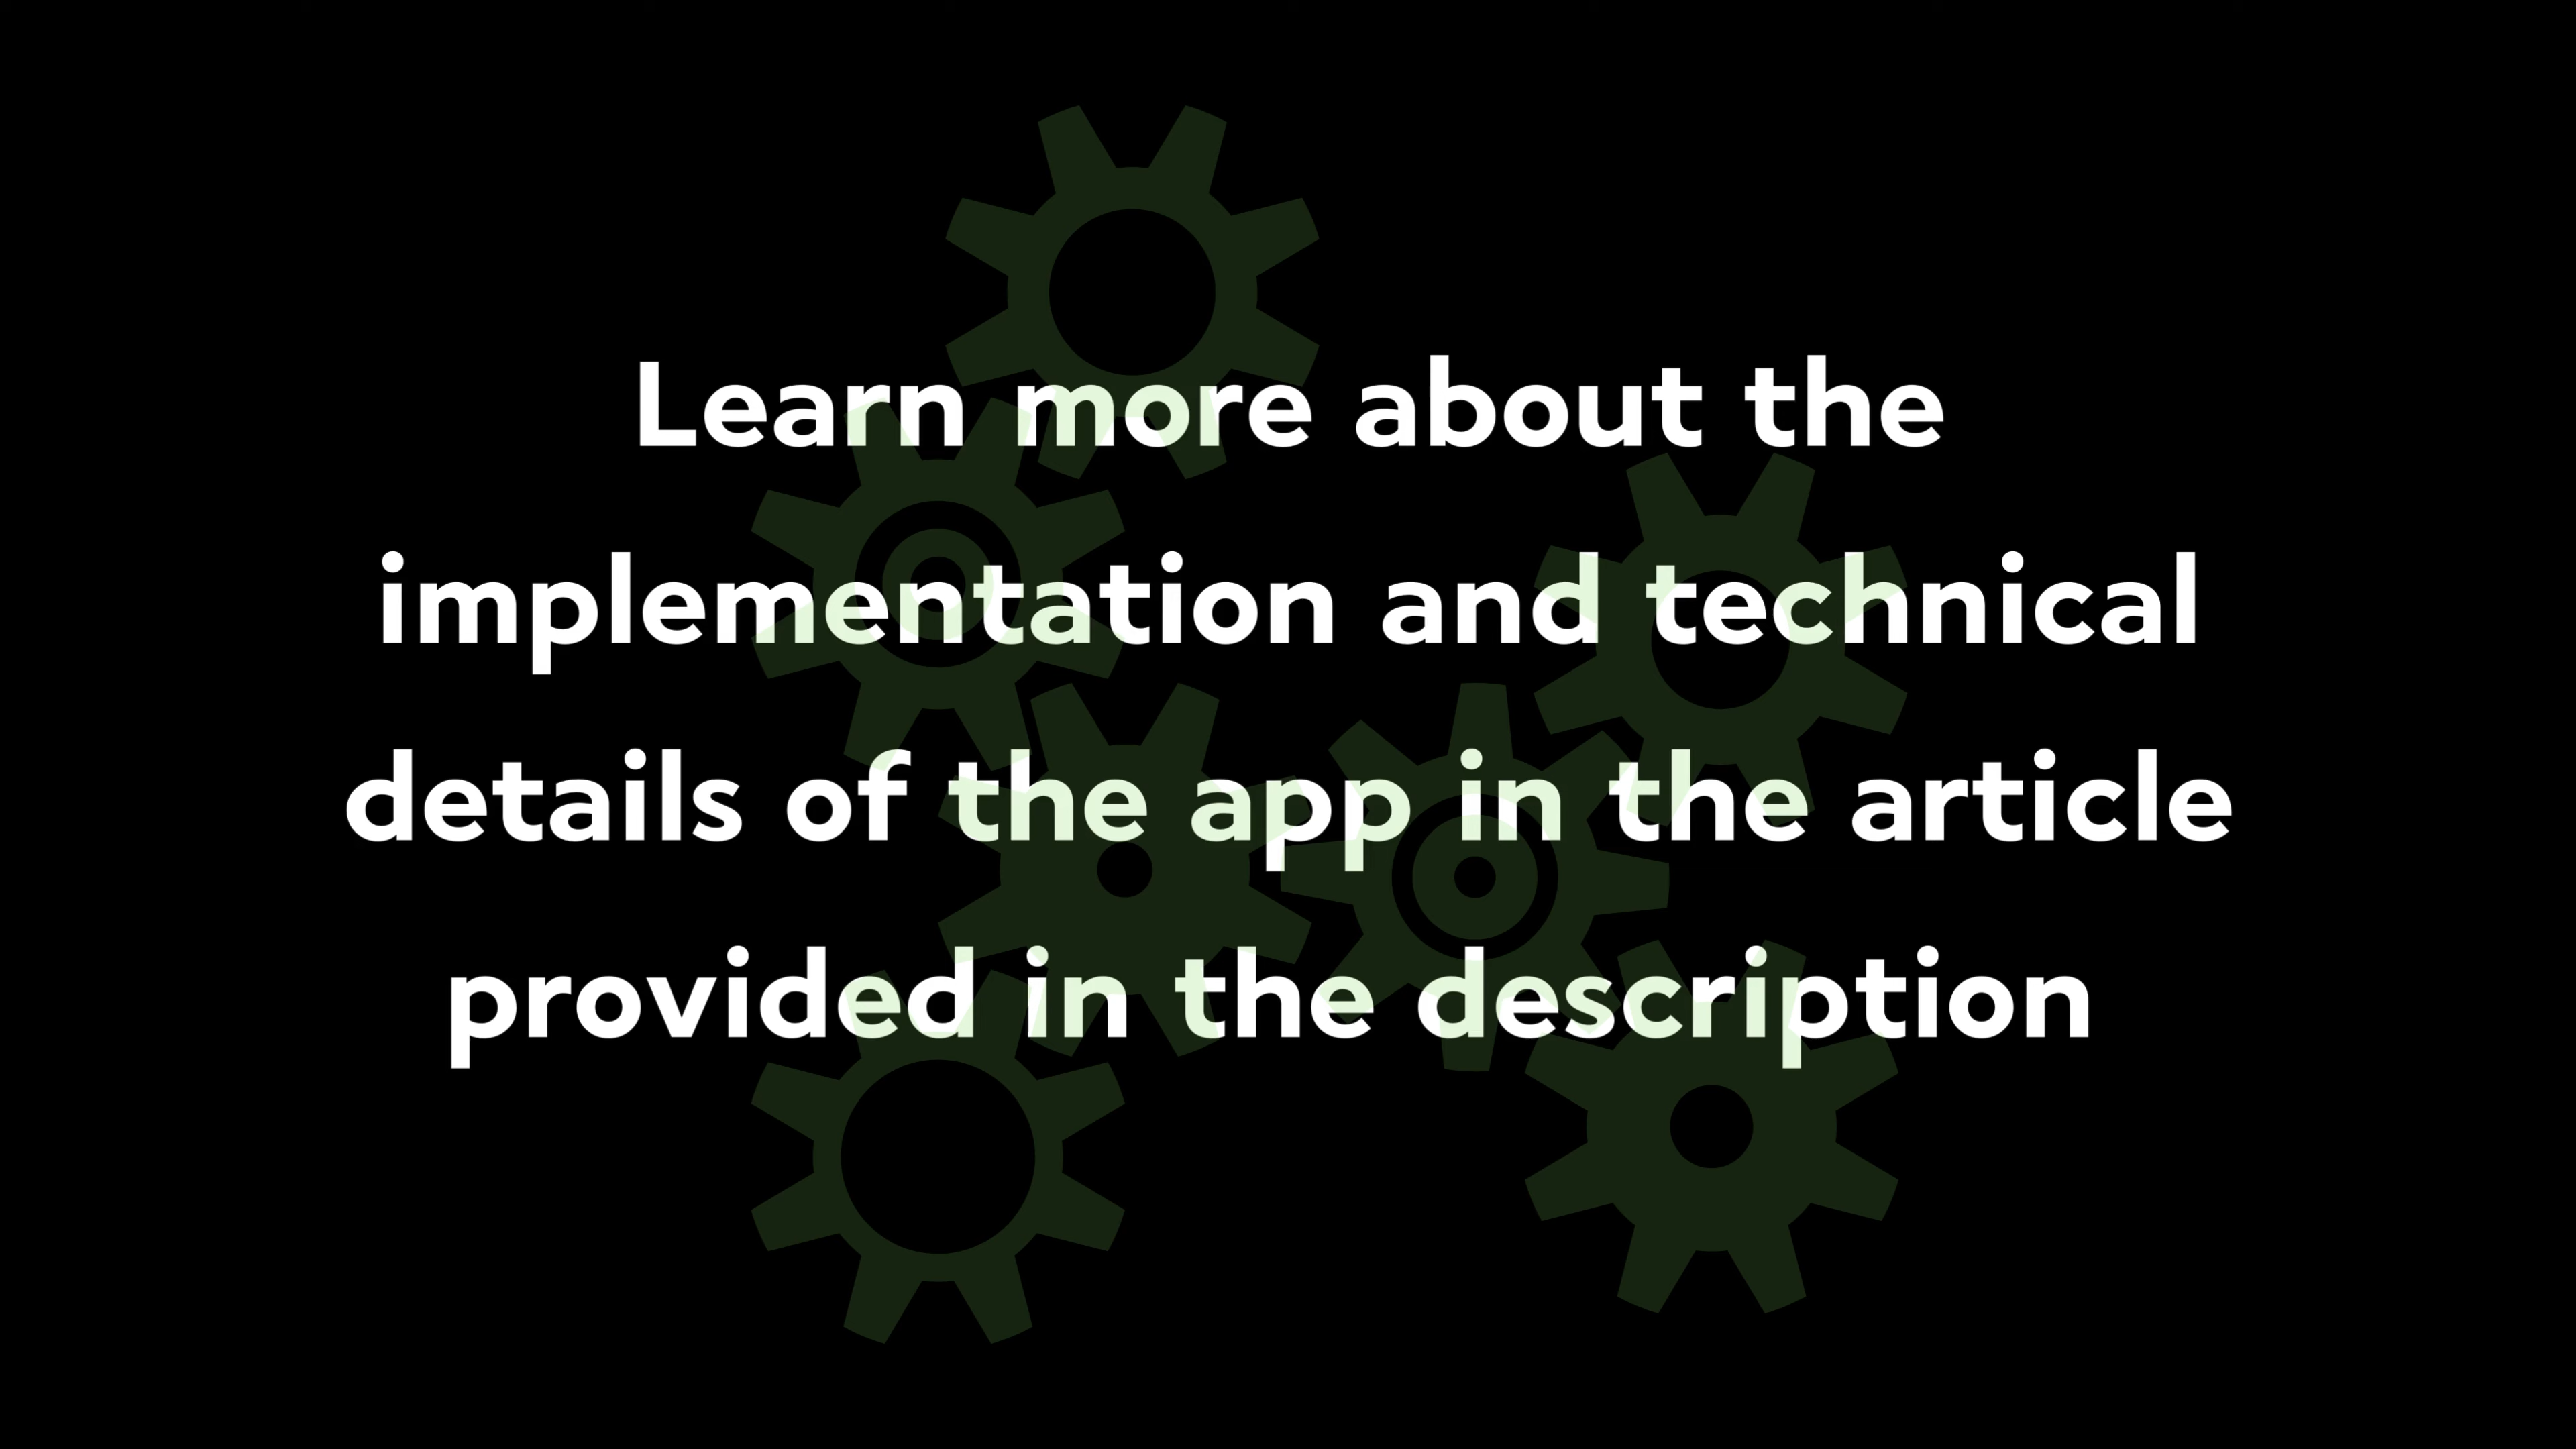 Learn more about the
implementation and technical
details of the app in the article
provided in the description